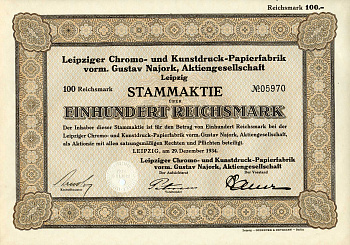 Reichsmark 100.-
Leipziger Chromo- und Kunstdruck-Papierfabrik
vorm. Gustav Najork, Aktiengesellschaft
Leipzig
100 Reichsmark
№05970
STAMMAKTIE
ÜBER
EINHUNDERT REICHSMARK
Der Inhaber dieser Stammaktie ist für den Betrag von Einhundert Reichsmark bei der
Leipziger Chromo- und Kunstdruck-Papierfabrik vorm. Gustav Najork, Aktiengesellschaft,
als Aktionär mit allen satzungsmäßigen Rechten und Pflichten beteiligt.
LEIPZIG, am 29. Dezember 1934.
Leipziger Chromo- und Kunstdruck-Papierfabrik
vorm. Gustav Najork, Aktiengesellschaft
Der Aufsichtsrat
Der Vorstand